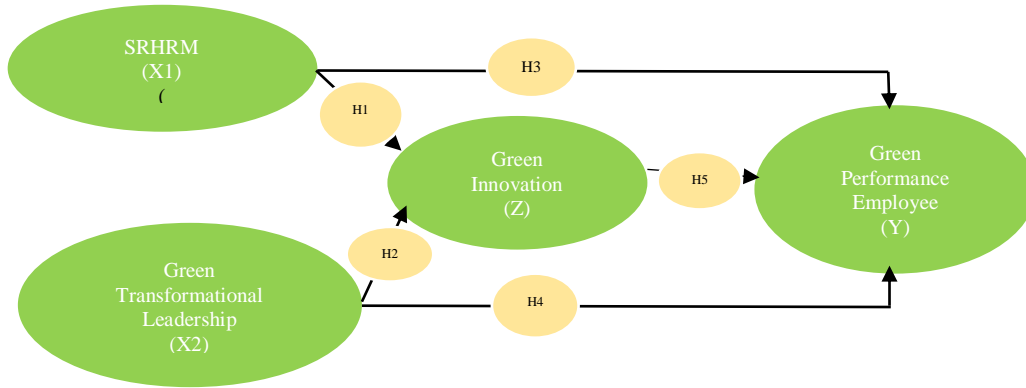 SRHRM
(X1)
(
H3
H1
Green
Innovation
(Z)
H5
Green
Performance
Employee
(Y)
H2
Green
Transformational
Leadership
(X2)
H4